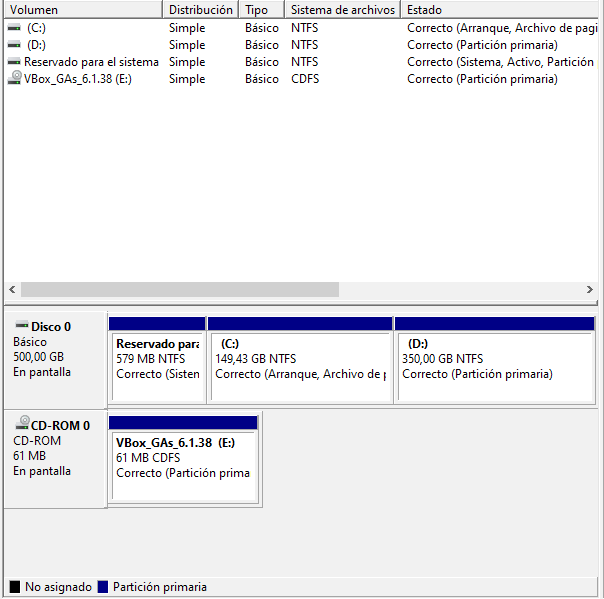 Volumen Distribución Tipo Sistema de archivos Estado
(C:) Simple Básico NTFS Correcto (Arranque, Archivo de pagi
(D:) Simple Básico NTFS Correcto (Partición primaria)
Reservado para el sistema Simple Básico NTFS Correcto (Sistema, Activo, Partición
VBox_GAs_6.1.38 (E:) Simple Básico CDFS Correcto (Partición primaria)
Disco 0
Básico
500,00 GB
En pantalla
Reservado para
579 MB NTFS
Correcto (Sisten
(C:)
149,43 GB NTFS
Correcto (Arranque, Archivo de p
(D:)
350,00 GB NTFS
Correcto (Partición primaria)
CD-ROM 0
CD-ROM
61 MB
En pantalla
VBox_GAs_6.1.38 (E:)
61 MB CDFS
Correcto (Partición prima
No asignado Partición primaria